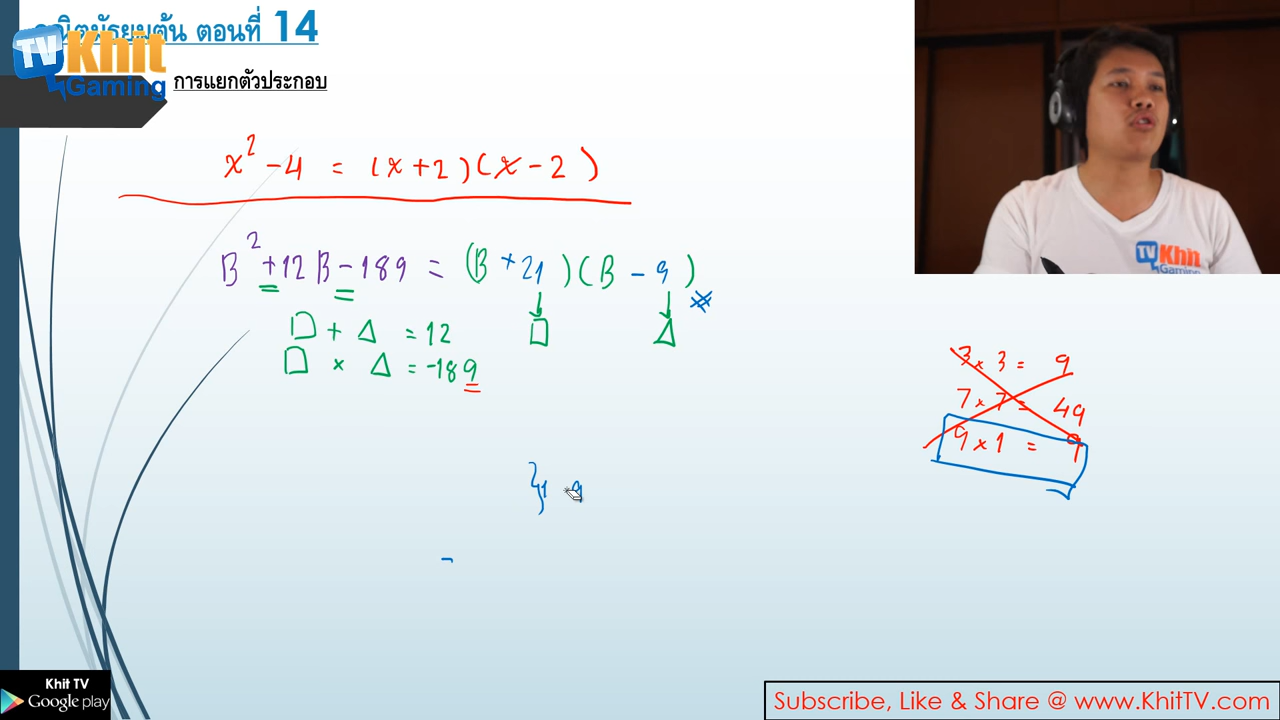 คณิตมัธยมต้น ตอนที่ 14
TV Khit
Gaming
การแยกตัวประกอบ
x² - 4 = (x + 2)(x - 2)
B² + 12B - 189 = (B + 21)(B - 9)
□ + Δ = 12
□ × Δ = -189
□ Δ
3 × 3 = 9
7 × 7 = 49
9 × 1 = 9
TV Khit
Gaming
Khit TV
Google play
Subscribe, Like & Share @ www.KhitTV.com